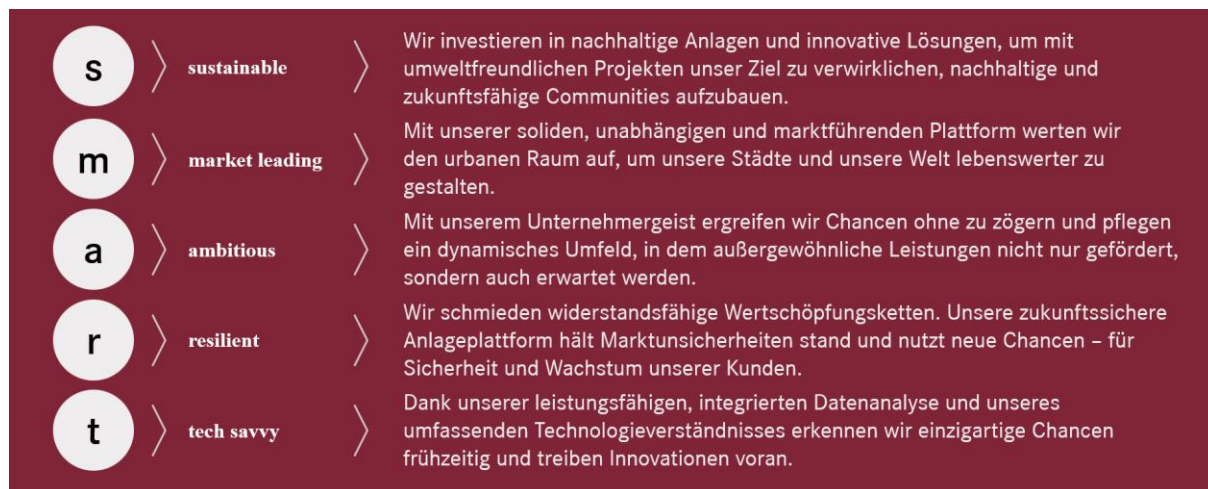 s
sustainable
Wir investieren in nachhaltige Anlagen und innovative Lösungen, um mit
umweltfreundlichen Projekten unser Ziel zu verwirklichen, nachhaltige und
zukunftsfähige Communities aufzubauen.
m
market leading
Mit unserer soliden, unabhängigen und marktführenden Plattform werten wir
den urbanen Raum auf, um unsere Städte und unsere Welt lebenswerter zu
gestalten.
a
ambitious
Mit unserem Unternehmergeist ergreifen wir Chancen ohne zu zögern und pflegen
ein dynamisches Umfeld, in dem außergewöhnliche Leistungen nicht nur gefördert,
sondern auch erwartet werden.
r
resilient
Wir schmieden widerstandsfähige Wertschöpfungsketten. Unsere zukunftssichere
Anlageplattform hält Marktunsicherheiten stand und nutzt neue Chancen – für
Sicherheit und Wachstum unserer Kunden.
t
tech savvy
Dank unserer leistungsfähigen, integrierten Datenanalyse und unseres
umfassenden Technologieverständnisses erkennen wir einzigartige Chancen
frühzeitig und treiben Innovationen voran.